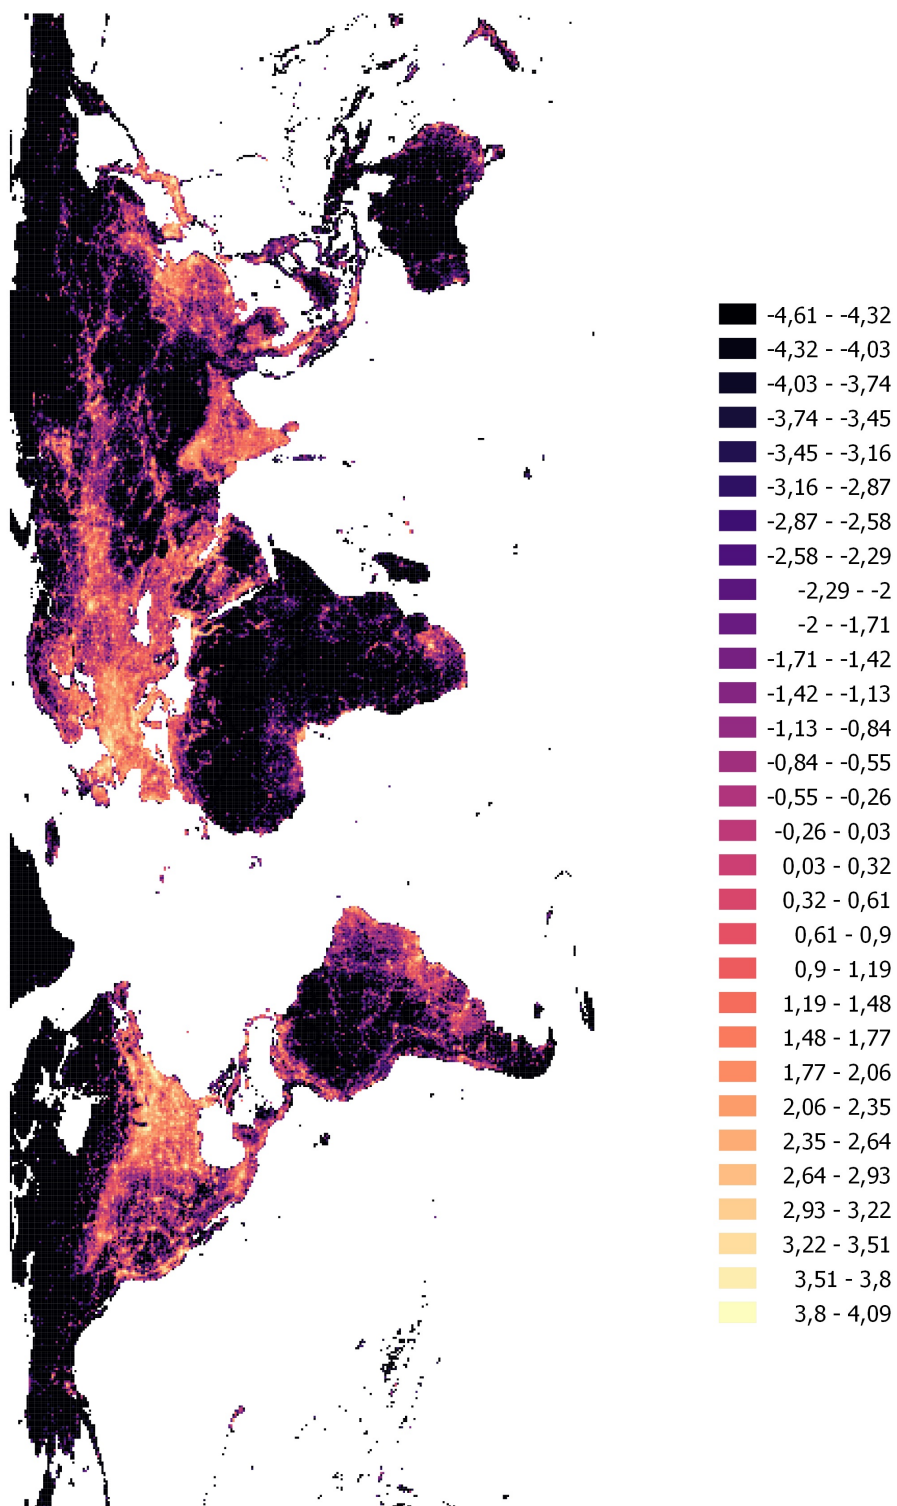 -4,61 - -4,32
-4,32 - -4,03
-4,03 - -3,74
-3,74 - -3,45
-3,45 - -3,16
-3,16 - -2,87
-2,87 - -2,58
-2,58 - -2,29
-2,29 - -2
-2 - -1,71
-1,71 - -1,42
-1,42 - -1,13
-1,13 - -0,84
-0,84 - -0,55
-0,55 - -0,26
-0,26 - 0,03
0,03 - 0,32
0,32 - 0,61
0,61 - 0,9
0,9 - 1,19
1,19 - 1,48
1,48 - 1,77
1,77 - 2,06
2,06 - 2,35
2,35 - 2,64
2,64 - 2,93
2,93 - 3,22
3,22 - 3,51
3,51 - 3,8
3,8 - 4,09